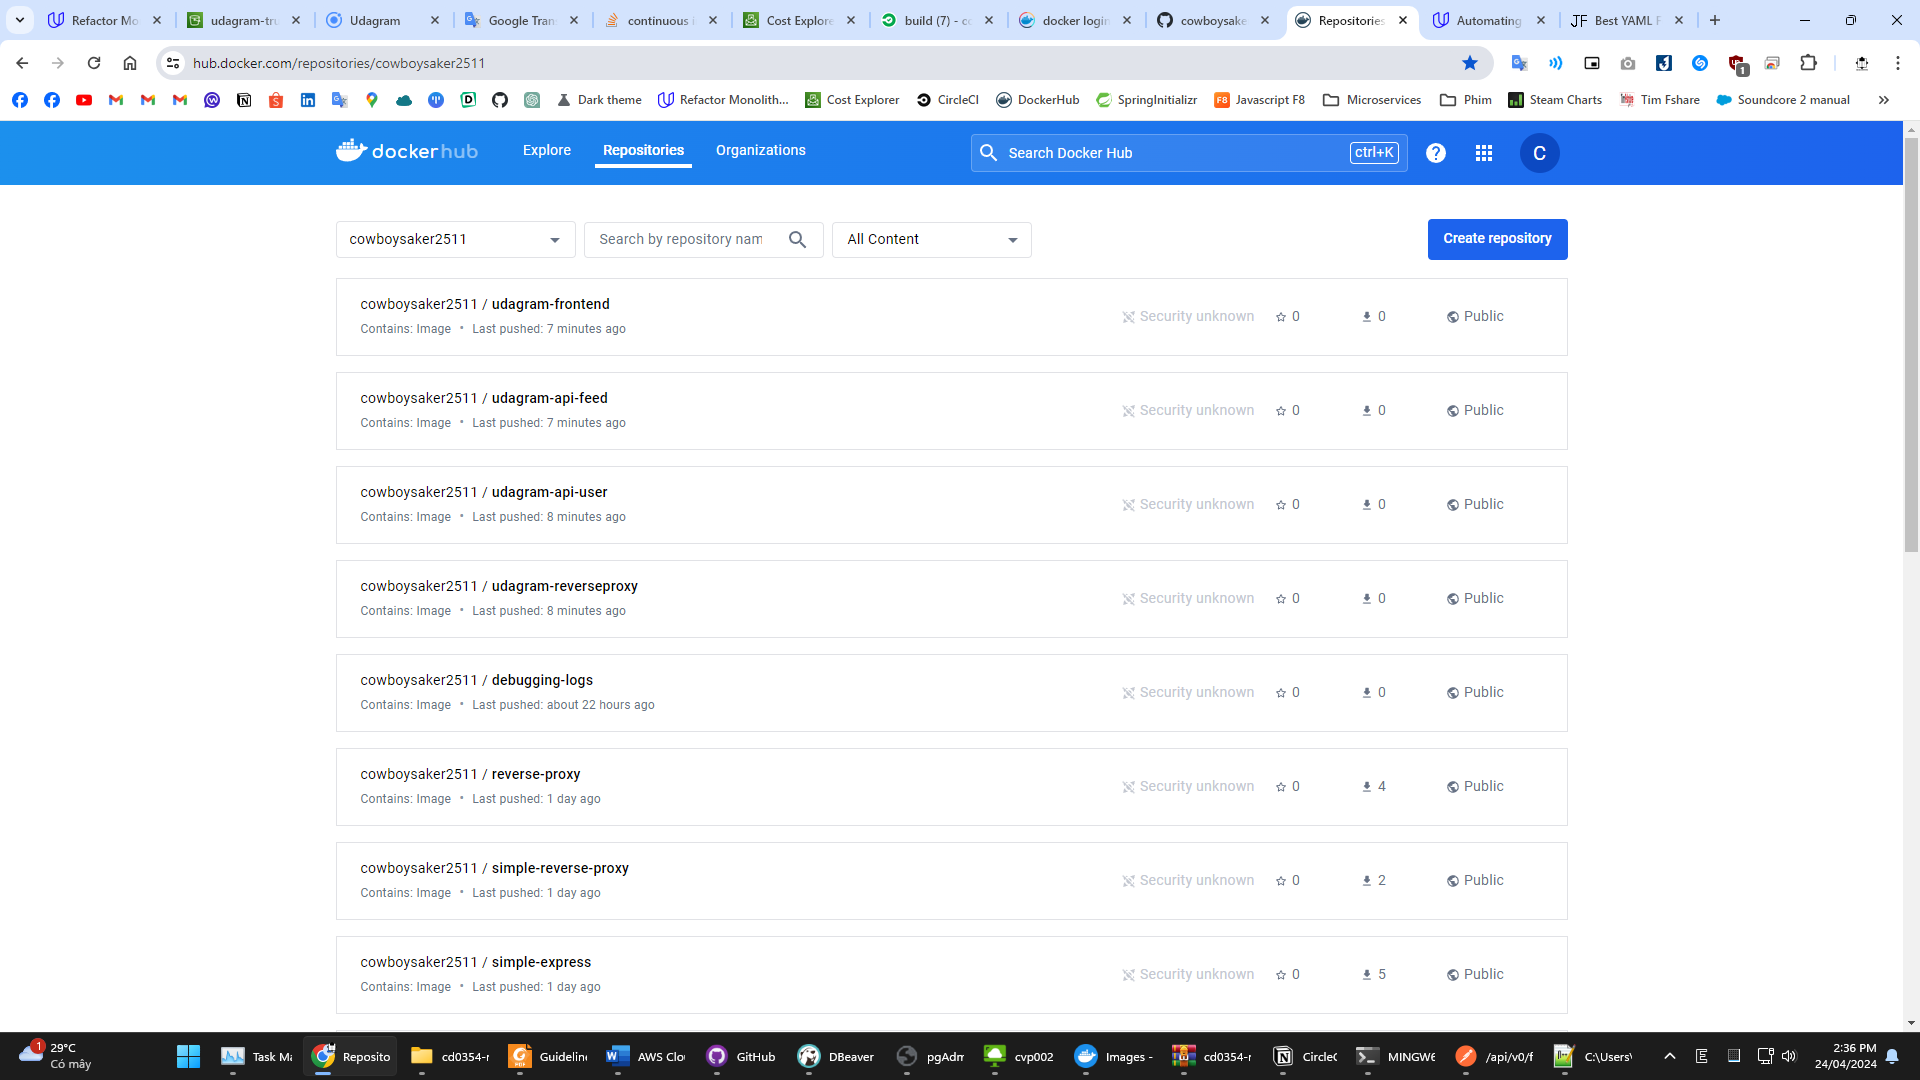 Refactor Mo
udagram-tru
Udagram
Google Tran
continuous i
Cost Explore
build (7) - c
docker login
cowboysake
Repositories
Automating
Best YAML F
hub.docker.com/repositories/cowboysaker2511
1
Dark theme
Refactor Monolith...
Cost Explorer
CircleCI
DockerHub
SpringInitializr
F8
Javascript F8
Microservices
Phim
Steam Charts
Tim Fshare
Soundcore 2 manual
dockerhub
Explore
Repositories
Organizations
Search Docker Hub
ctrl+K
C
cowboysaker2511
Search by repository nam
All Content
Create repository
cowboysaker2511 / udagram-frontend
Contains: Image • Last pushed: 7 minutes ago
Security unknown
0
0
Public
cowboysaker2511 / udagram-api-feed
Contains: Image • Last pushed: 7 minutes ago
Security unknown
0
0
Public
cowboysaker2511 / udagram-api-user
Contains: Image • Last pushed: 8 minutes ago
Security unknown
0
0
Public
cowboysaker2511 / udagram-reverseproxy
Contains: Image • Last pushed: 8 minutes ago
Security unknown
0
0
Public
cowboysaker2511 / debugging-logs
Contains: Image • Last pushed: about 22 hours ago
Security unknown
0
0
Public
cowboysaker2511 / reverse-proxy
Contains: Image • Last pushed: 1 day ago
Security unknown
0
4
Public
cowboysaker2511 / simple-reverse-proxy
Contains: Image • Last pushed: 1 day ago
Security unknown
0
2
Public
cowboysaker2511 / simple-express
Contains: Image • Last pushed: 1 day ago
Security unknown
0
5
Public
1
29°C
Có mây
Task Ma
Reposito
cd0354-r
Guideline
AWS Clo
GitHub
DBeaver
pgAdm
cvp002
Images -
cd0354-r
CircleC
MINGW6
/api/v0/f
C:\Users\
2:36 PM
24/04/2024